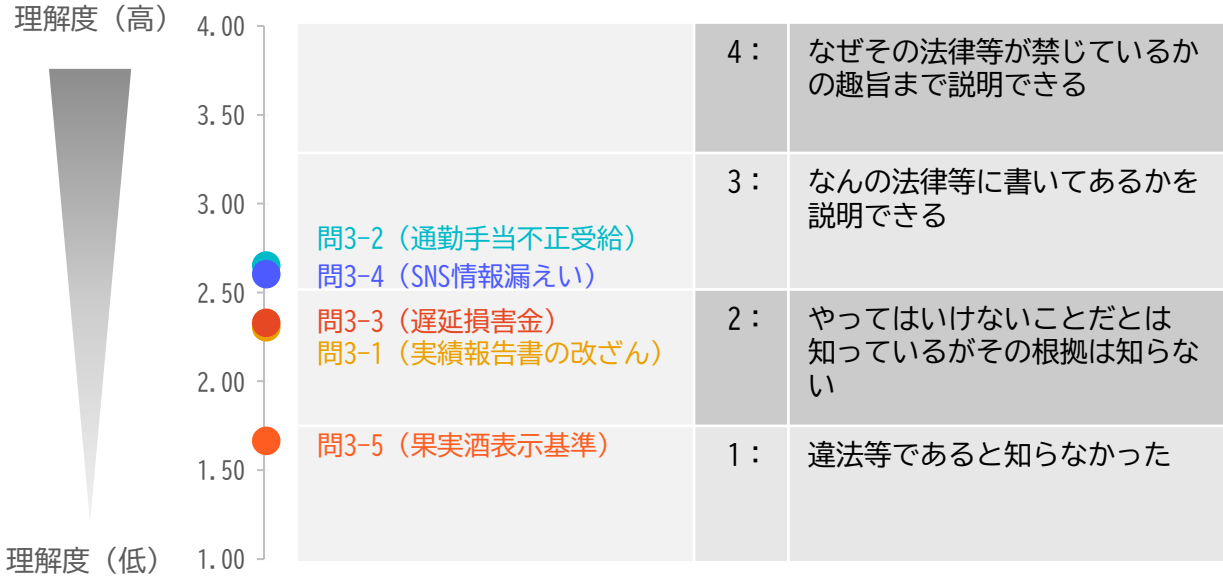 理解度（高）
4.00
3.50
3.00
2.50
2.00
1.50
1.00
理解度（低）
問3-2（通勤手当不正受給）
問3-4（SNS情報漏えい）
問3-3（遅延損害金）
問3-1（実績報告書の改ざん）
問3-5（果実酒表示基準）
4： なぜその法律等が禁じているか
の趣旨まで説明できる
3： なんの法律等に書いてあるかを
説明できる
2： やってはいけないことだとは
知っているがその根拠は知らな
い
1： 違法等であると知らなかった